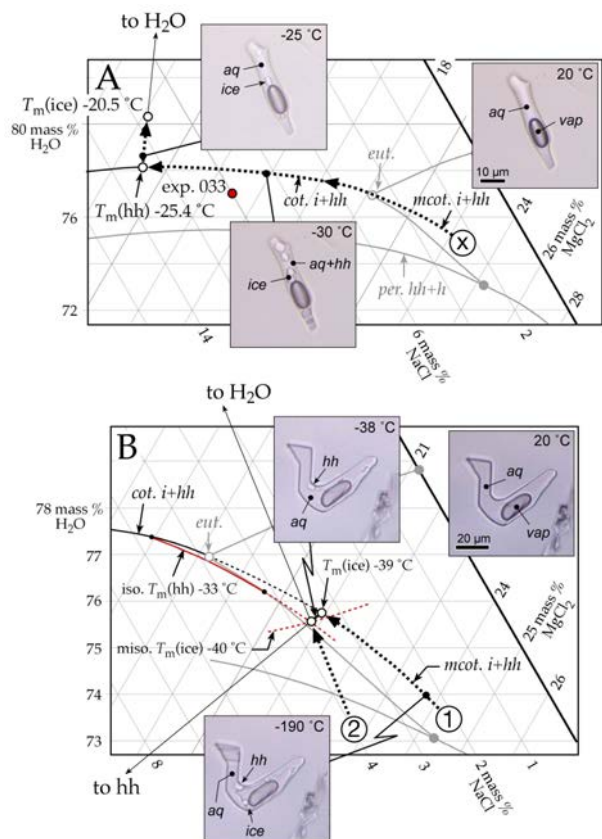 to H2O
A
-25 °C
aq
ice
20 °C
aq
vap
10 µm
18
Tm(ice) -20.5 °C
80 mass %
H2O
eut.
24
exp. 033
cot. i+hh
mcot. i+hh
26 mass %
MgCl2
76
Tm(hh) -25.4 °C
X
-30 °C
aq+hh
ice
per. hh+h
28
72
14
6 mass %
NaCl
2
to H2O
B
-38 °C
hh
aq
21
20 °C
aq
vap
20 µm
cot. i+hh
78 mass %
H2O
eut.
77
Tm(ice) -39 °C
24
iso. Tm(hh) -33 °C
76
25 mass %
MgCl2
75
miso. Tm(ice) -40 °C
mcot. i+hh
26
74
2
1
-190 °C
73
hh
to hh
aq
ice
8
4
3
2 mass %
NaCl
1